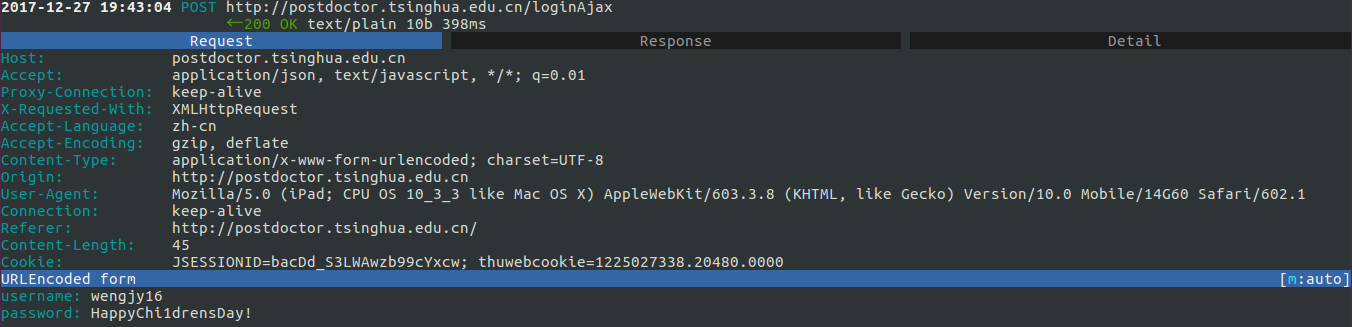 2017-12-27 19:43:04 POST http://postdoctor.tsinghua.edu.cn/loginAjax
←200 OK text/plain 10b 398ms
Request Response Detail
Host: postdoctor.tsinghua.edu.cn
Accept: application/json, text/javascript, */*; q=0.01
Proxy-Connection: keep-alive
X-Requested-With: XMLHttpRequest
Accept-Language: zh-cn
Accept-Encoding: gzip, deflate
Content-Type: application/x-www-form-urlencoded; charset=UTF-8
Origin: http://postdoctor.tsinghua.edu.cn
User-Agent: Mozilla/5.0 (iPad; CPU OS 10_3_3 like Mac OS X) AppleWebKit/603.3.8 (KHTML, like Gecko) Version/10.0 Mobile/14G60 Safari/602.1
Connection: keep-alive
Referer: http://postdoctor.tsinghua.edu.cn/
Content-Length: 45
Cookie: JSESSIONID=bacDd_S3LWAwzb99cYxcw; thuwebcookie=1225027338.20480.0000
URLEncoded form [m:auto]
username: wengjy16
password: HappyChi1drensDay!